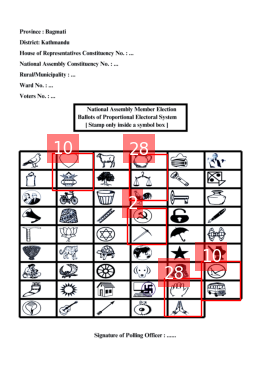 Province : Bagmati
District: Kathmandu
House of Representatives Constituency No. : ...
National Assembly Constituency No. : ...
Rural/Municipality : ...
Ward No. : ...
Voters No. : ...
National Assembly Member Election
Ballots of Proportional Electoral System
[ Stamp only inside a symbol box ]
10
28
2
28
10
Signature of Polling Officer : ......